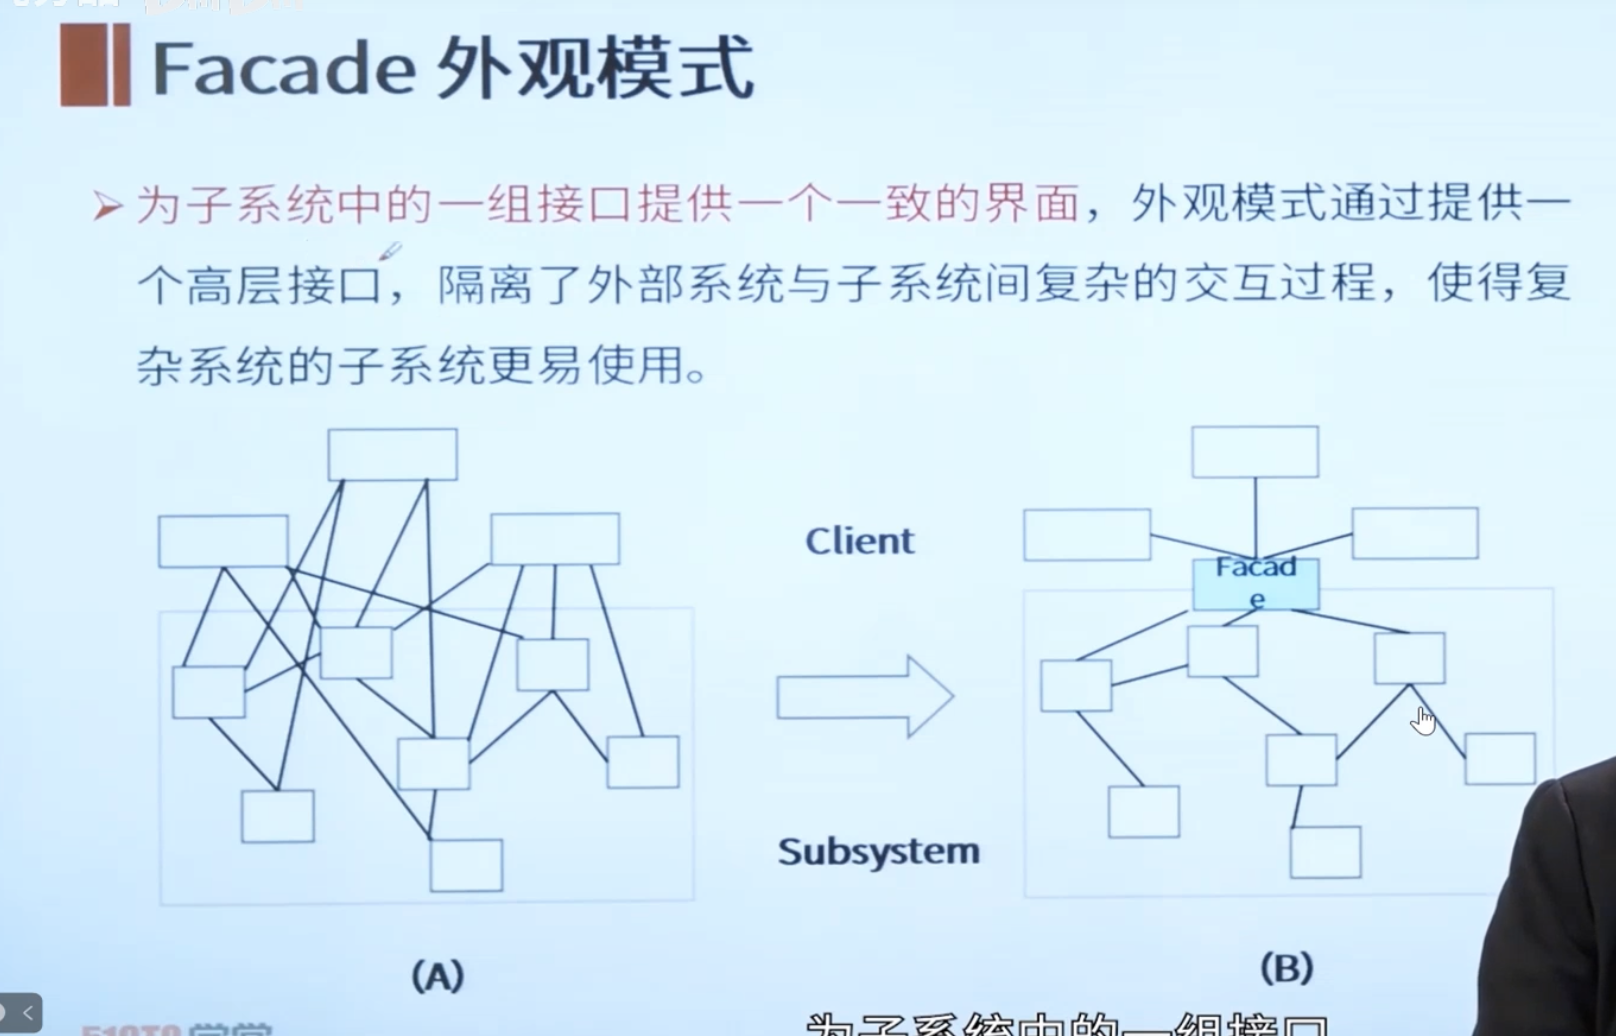 Facade 外观模式
为子系统中的一组接口提供一个一致的界面，外观模式通过提供一
个高层接口，隔离了外部系统与子系统间复杂的交互过程，使得复
杂系统的子系统更易使用。
Client
Facad
e
Subsystem
(A)
(B)
为子系统中的一组接口